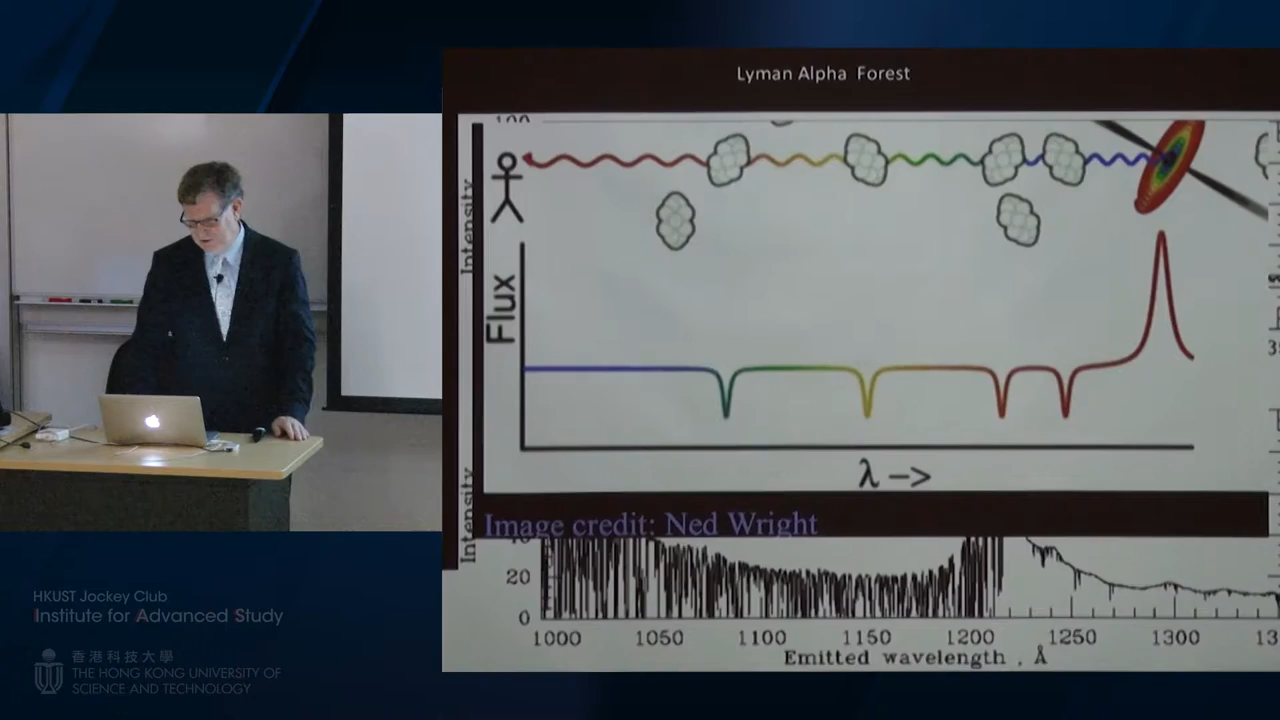 Lyman Alpha Forest
100
Intensity
Flux
λ –>
Intensity
Image credit: Ned Wright
20
0
1000 1050 1100 1150 1200 1250 1300
Emitted wavelength , Å
HKUST Jockey Club
Institute for Advanced Study
香港科技大學
THE HONG KONG UNIVERSITY OF
SCIENCE AND TECHNOLOGY